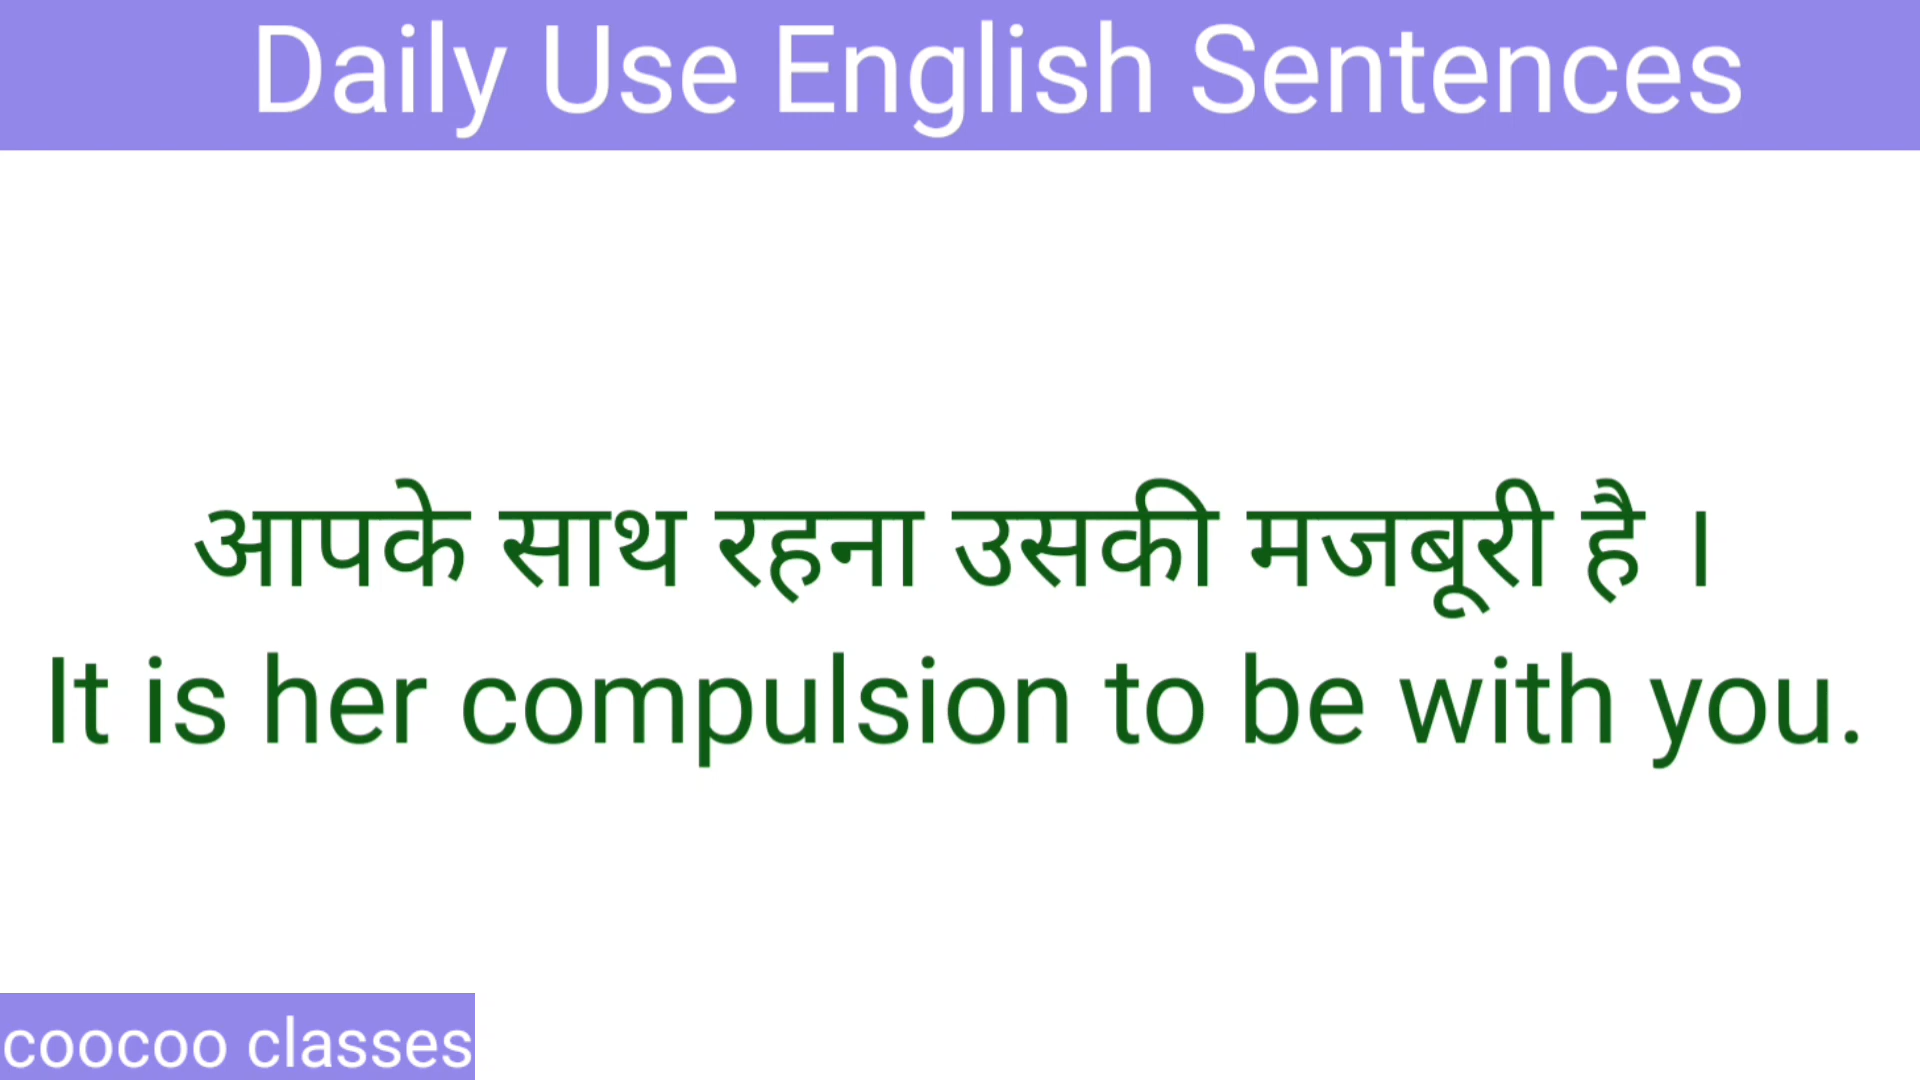 Daily Use English Sentences
आपके साथ रहना उसकी मजबूरी है ।
It is her compulsion to be with you.
coocoo classes